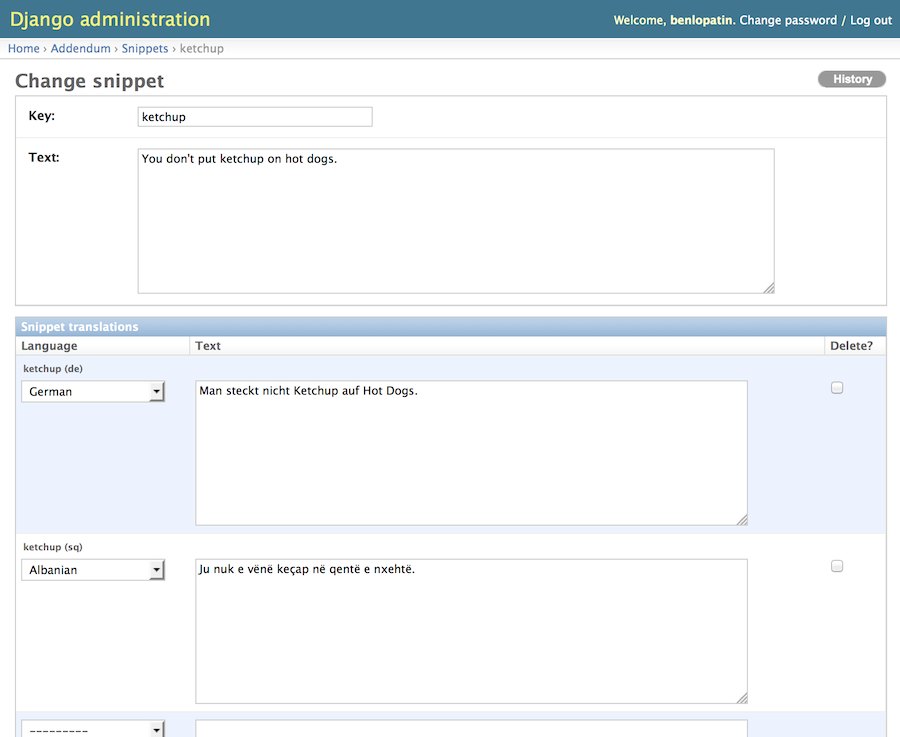 Django administration
Welcome, benlopatin. Change password / Log out
Home › Addendum › Snippets › ketchup
Change snippet
History
Key:
ketchup
Text:
You don't put ketchup on hot dogs.
Snippet translations
Language Text Delete?
ketchup (de)
German
Man steckt nicht Ketchup auf Hot Dogs.
ketchup (sq)
Albanian
Ju nuk e vënë keçap në qentë e nxehtë.
---------